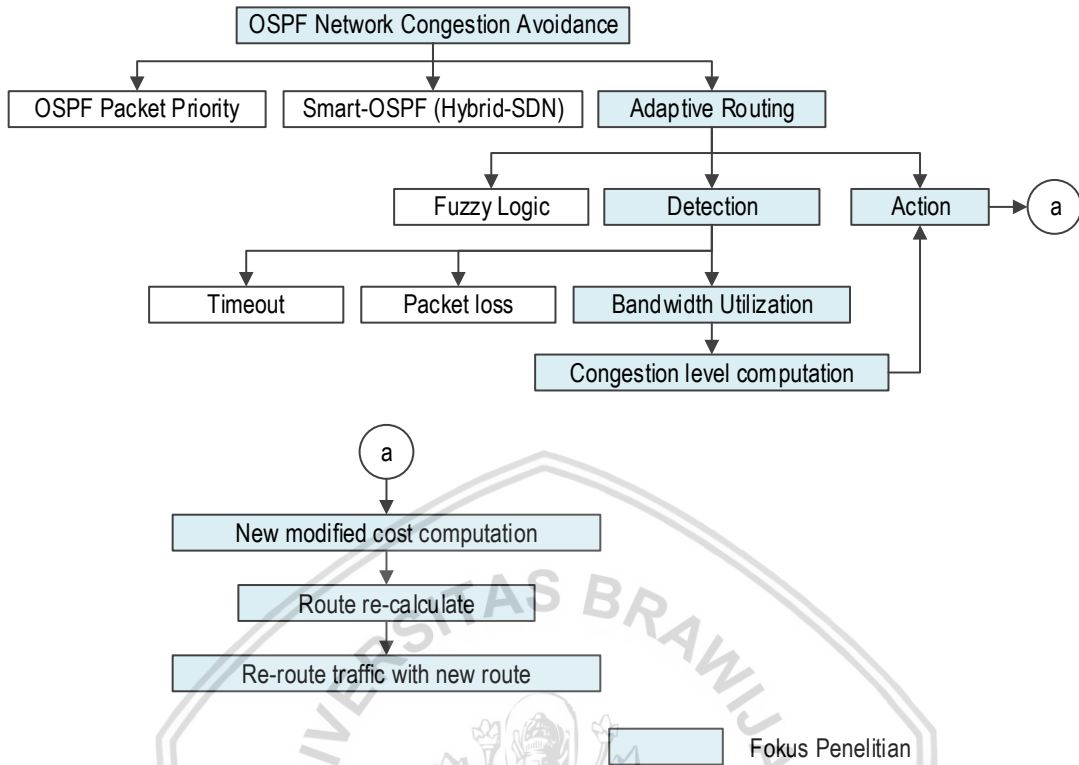 OSPF Network Congestion Avoidance
OSPF Packet Priority
Smart-OSPF (Hybrid-SDN)
Adaptive Routing
Fuzzy Logic
Detection
Action
a
Timeout
Packet loss
Bandwidth Utilization
Congestion level computation
a
New modified cost computation
Route re-calculate
Re-route traffic with new route
IVERSITAS BRAWIJ
Fokus Penelitian